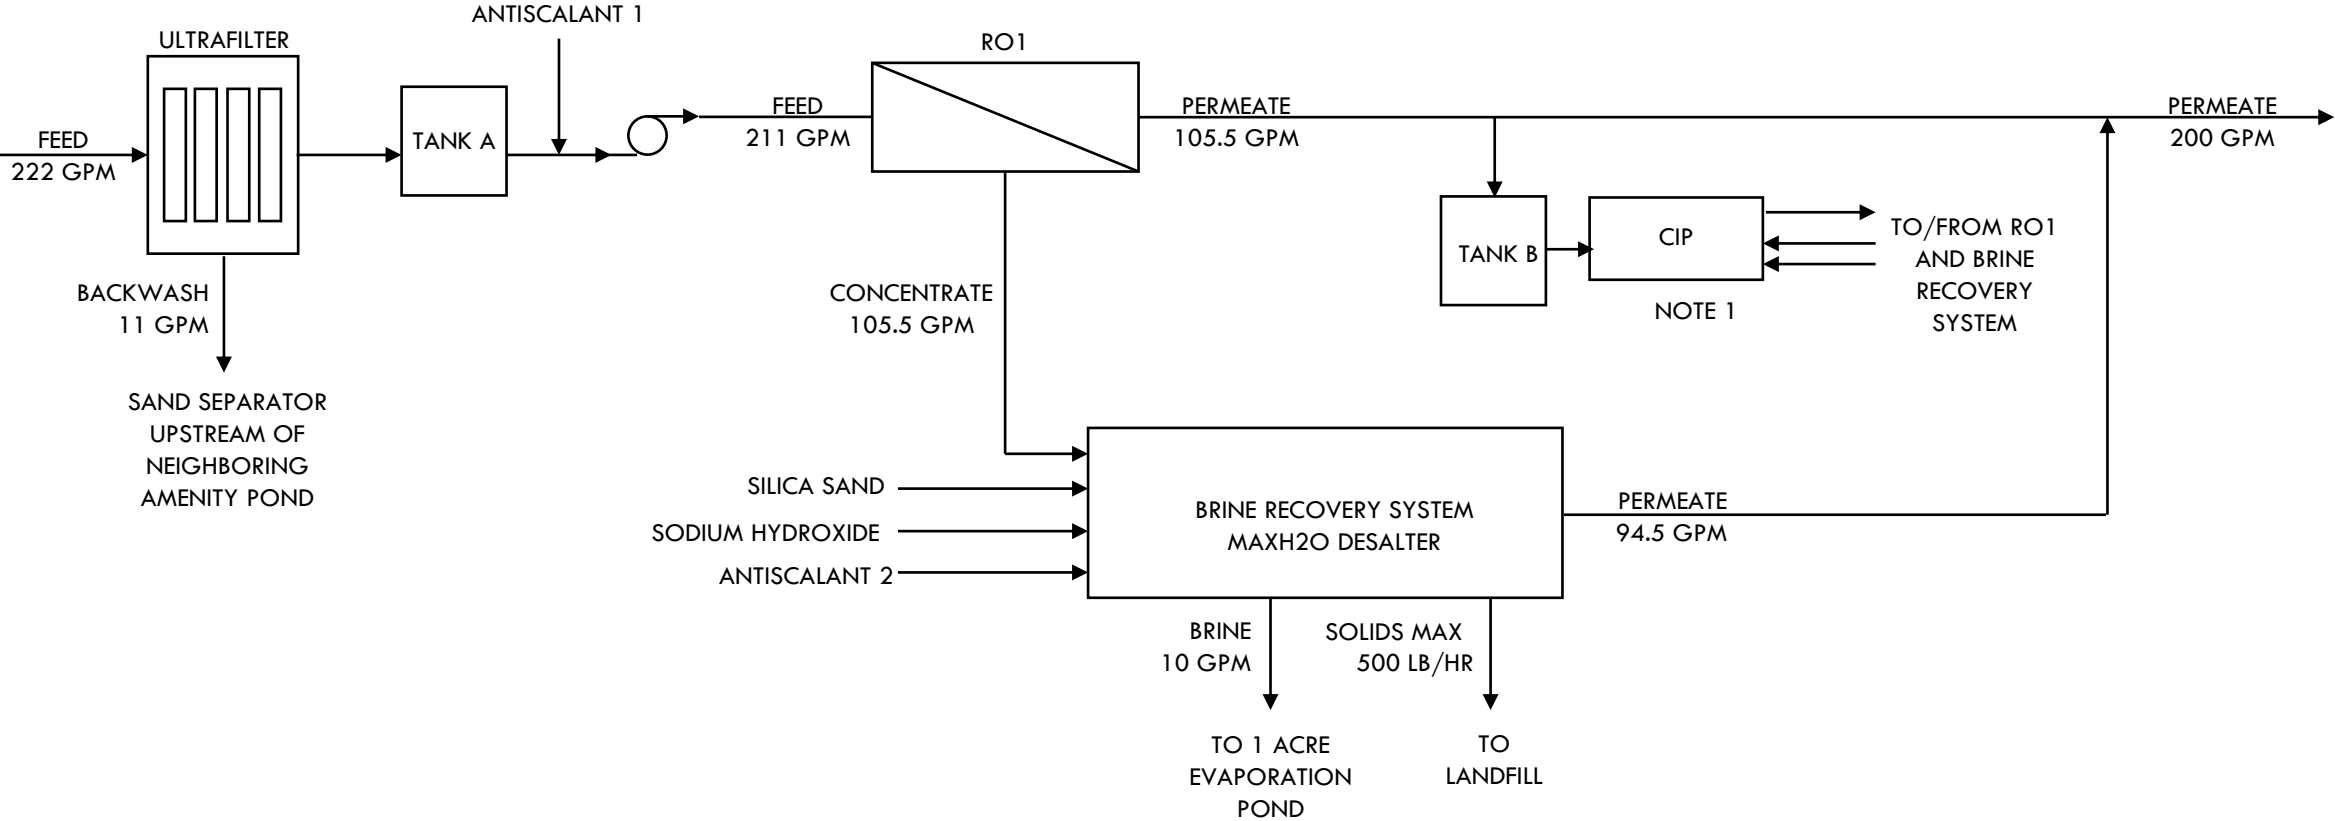 ANTISCALANT 1
ULTRAFILTER
RO1
FEED
222 GPM
TANK A
FEED
211 GPM
PERMEATE
105.5 GPM
PERMEATE
200 GPM
BACKWASH
11 GPM
SAND SEPARATOR
UPSTREAM OF
NEIGHBORING
AMENITY POND
CONCENTRATE
105.5 GPM
TANK B
CIP
NOTE 1
TO/FROM RO1
AND BRINE
RECOVERY
SYSTEM
SILICA SAND
SODIUM HYDROXIDE
ANTISCALANT 2
BRINE RECOVERY SYSTEM
MAXH2O DESALTER
PERMEATE
94.5 GPM
BRINE
10 GPM
SOLIDS MAX
500 LB/HR
TO 1 ACRE
EVAPORATION
POND
TO
LANDFILL